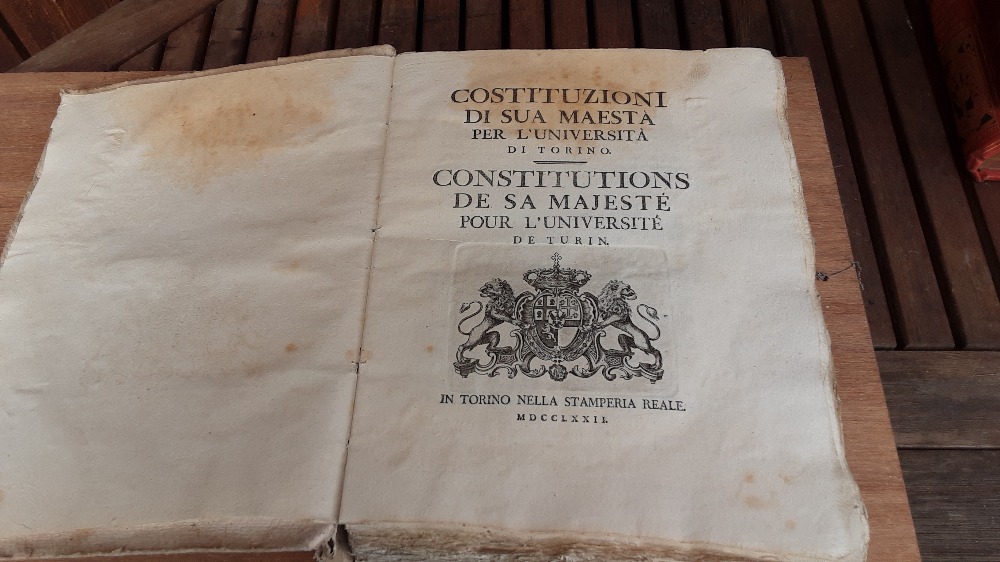 COSTITUZIONI
DI SUA MAESTÀ
PER L'UNIVERSITÀ
DI TORINO.
CONSTITUTIONS
DE SA MAJESTÉ
POUR L'UNIVERSITÉ
DE TURIN.
IN TORINO NELLA STAMPERIA REALE.
MDCCLXXII.